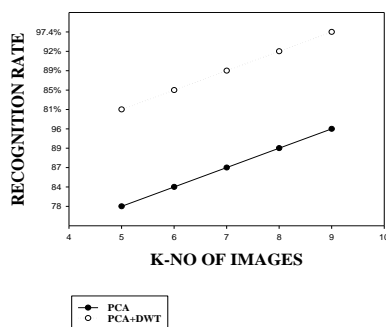 97.4%
92%
89%
85%
81%
96
89
87
84
78
RECOGNITION RATE
4 5 6 7 8 9 10
K-NO OF IMAGES
PCA
PCA+DWT